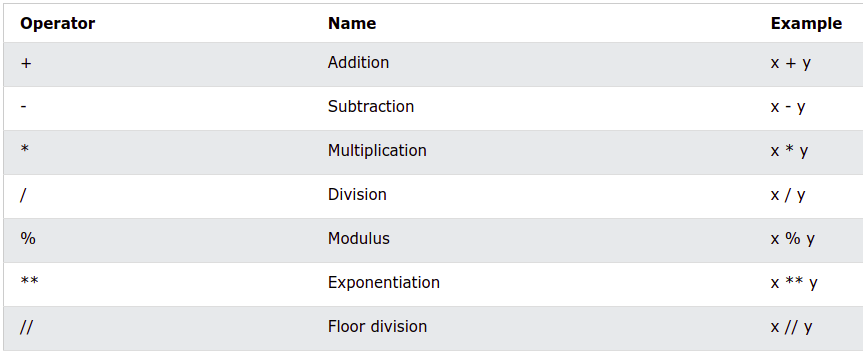 Operator Name Example
+ Addition x + y
- Subtraction x - y
* Multiplication x * y
/ Division x / y
% Modulus x % y
** Exponentiation x ** y
// Floor division x // y